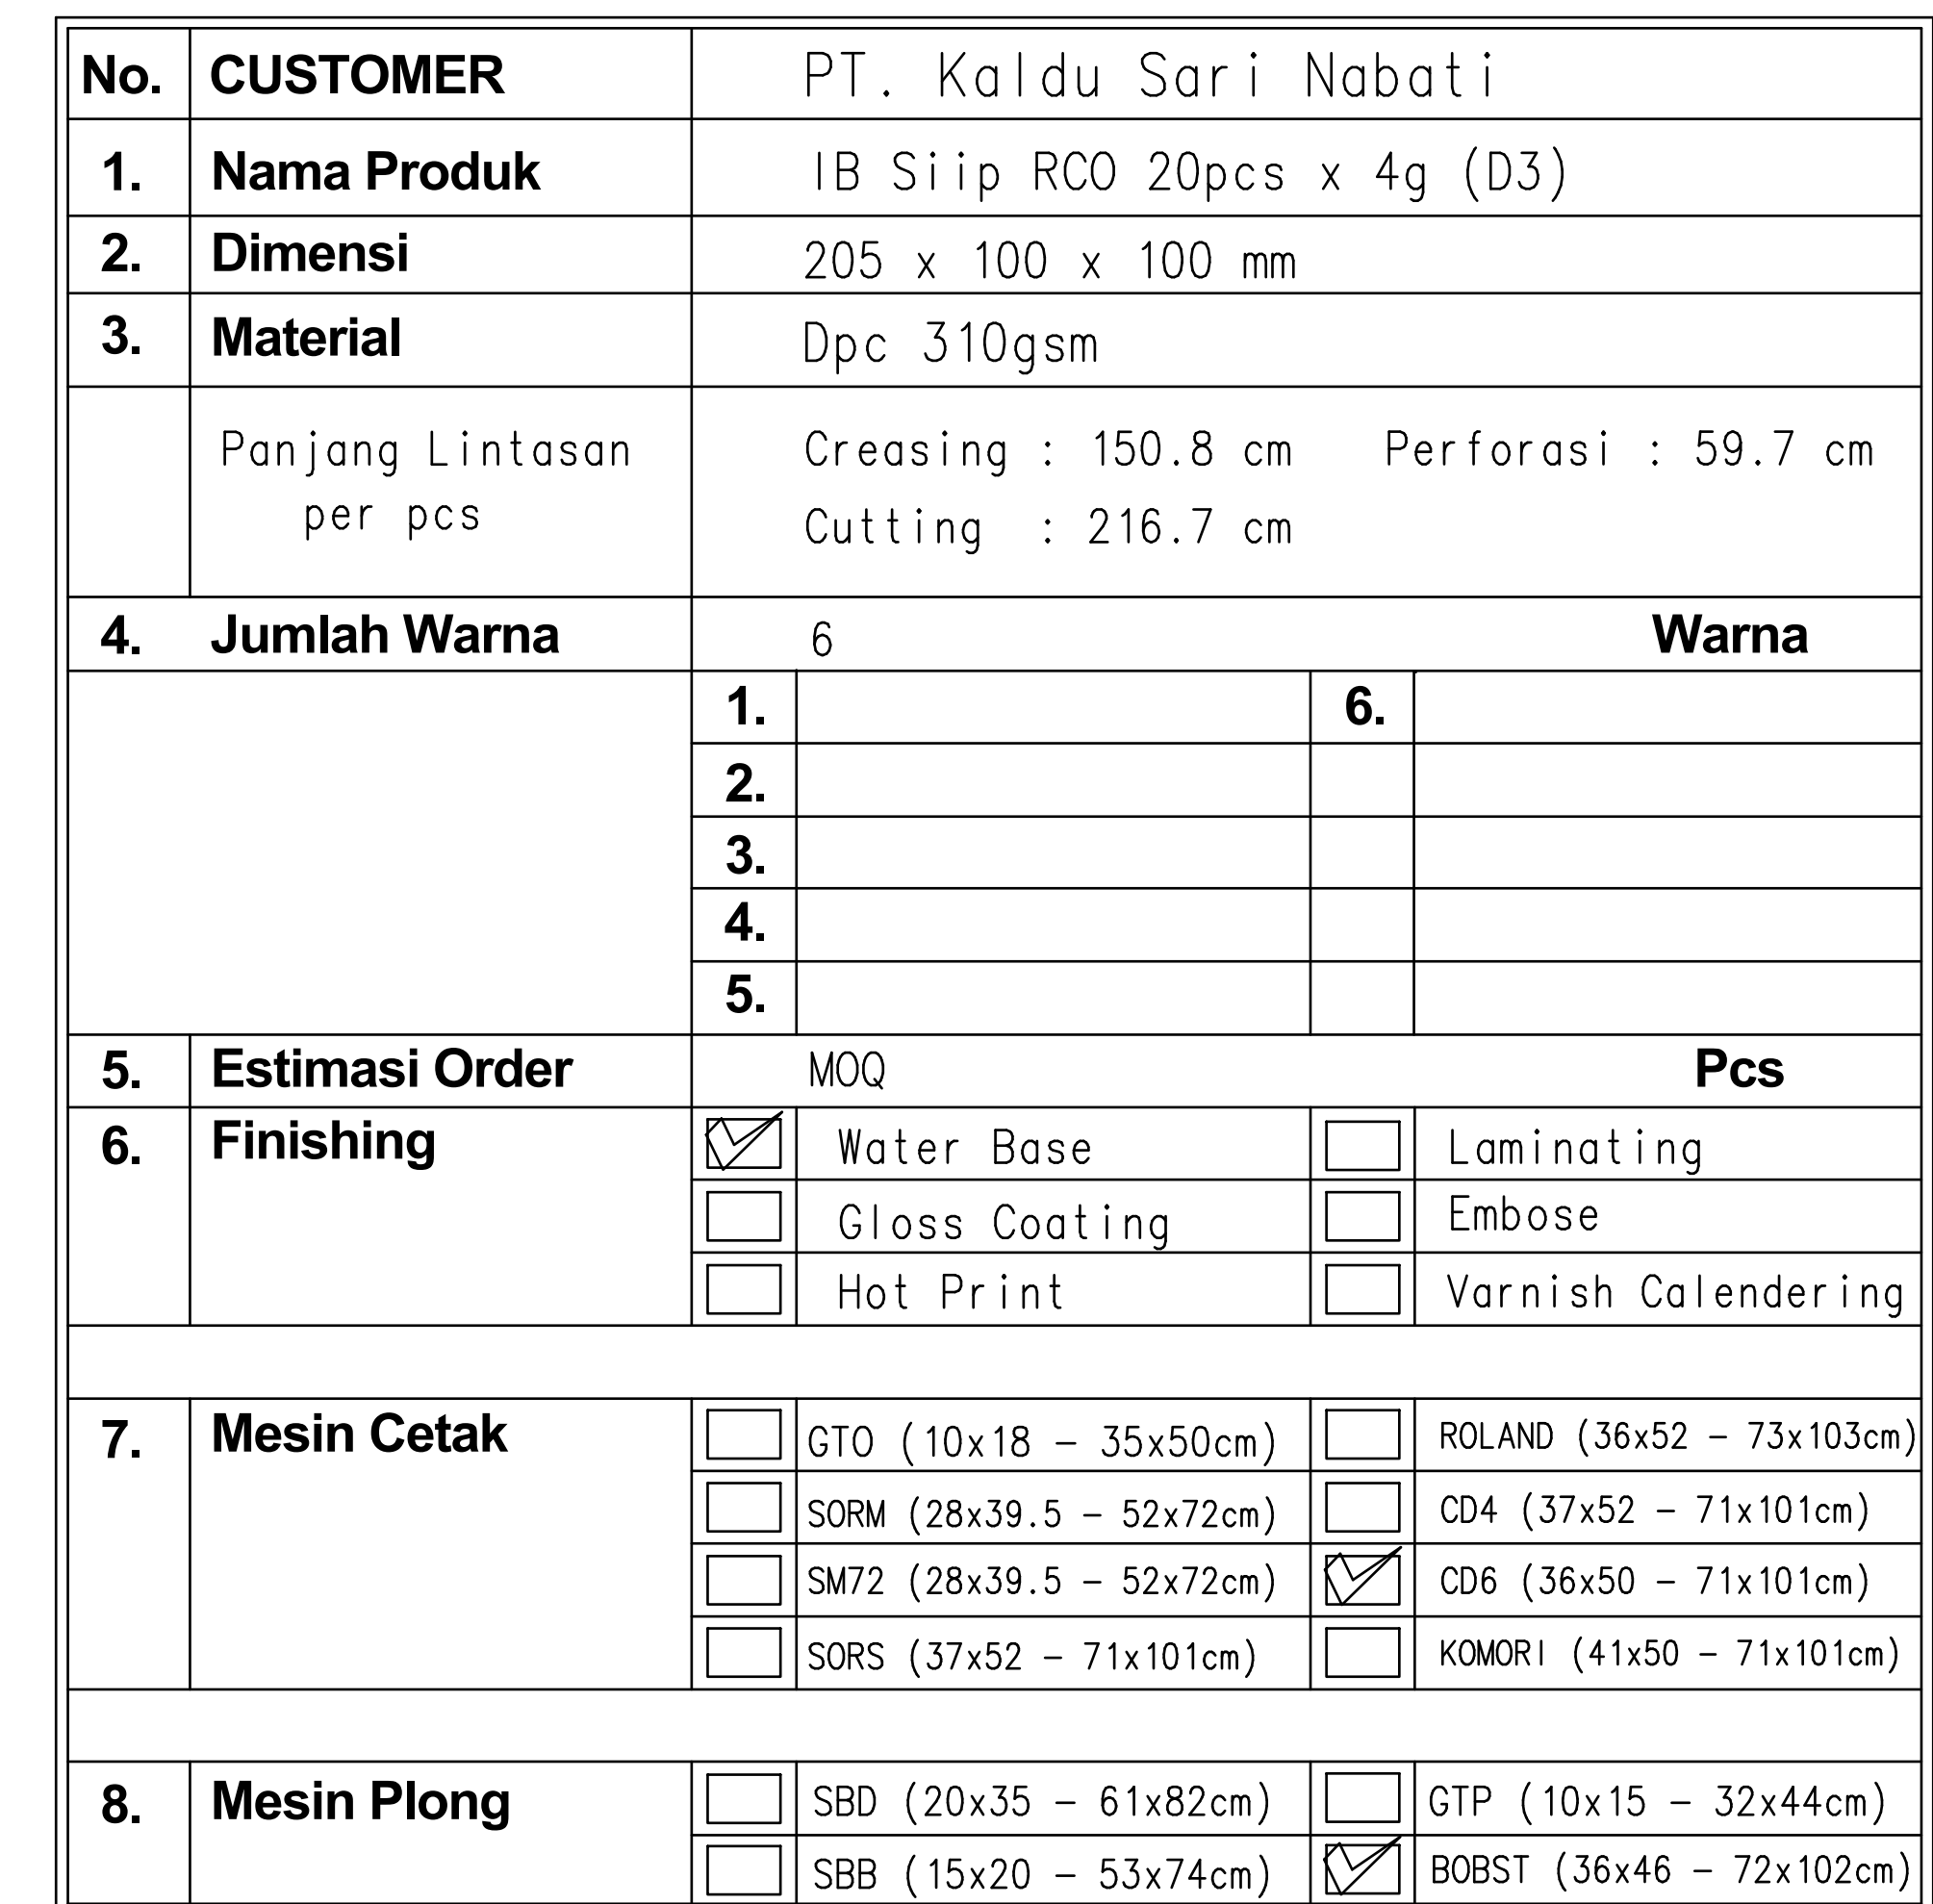 No. CUSTOMER PT. Kaldu Sari Nabati
1. Nama Produk IB Siip RCO 20pcs x 4g (D3)
2. Dimensi 205 x 100 x 100 mm
3. Material Dpc 310gsm
Panjang Lintasan Creasing : 150.8 cm Perforasi : 59.7 cm
per pcs Cutting : 216.7 cm
4. Jumlah Warna 6 Warna
1. 6.
2.
3.
4.
5.
5. Estimasi Order MOQ Pcs
6. Finishing Water Base Laminating
Gloss Coating Embose
Hot Print Varnish Calendering
7. Mesin Cetak GTO (10x18 – 35x50cm) ROLAND (36x52 – 73x103cm)
SORM (28x39.5 – 52x72cm) CD4 (37x52 – 71x101cm)
SM72 (28x39.5 – 52x72cm) CD6 (36x50 – 71x101cm)
SORS (37x52 – 71x101cm) KOMORI (41x50 – 71x101cm)
8. Mesin Plong SBD (20x35 – 61x82cm) GTP (10x15 – 32x44cm)
SBB (15x20 – 53x74cm) BOBST (36x46 – 72x102cm)